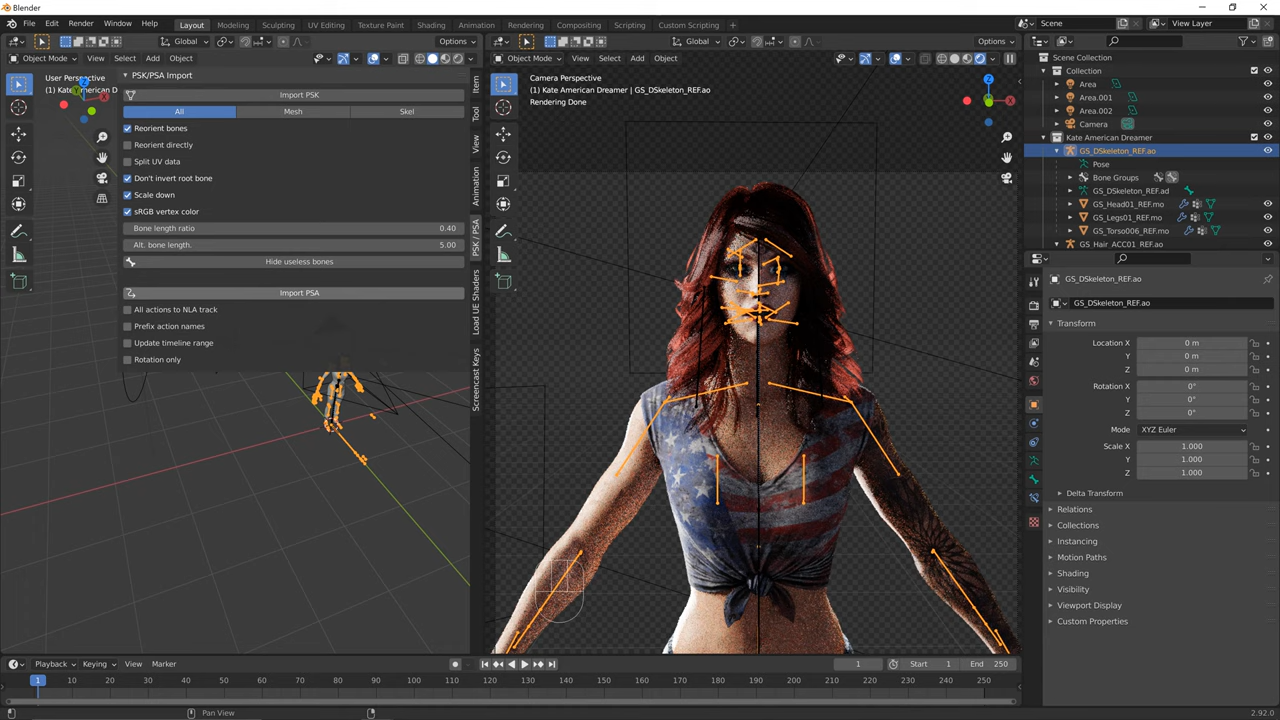 Blender
File Edit Render Window Help Layout Modeling Sculpting UV Editing Texture Paint Shading Animation Rendering Compositing Scripting Custom Scripting + Scene View Layer
Global Options Global Options
Object Mode View Select Add Object Object Mode View Select Add Object
User Perspective
(1) Kate American D
PSK/PSA Import
Import PSK
All Mesh Skel
Reorient bones
Reorient directly
Split UV data
Don't invert root bone
Scale down
sRGB vertex color
Bone length ratio 0.40
Alt. bone length. 5.00
Hide useless bones
Import PSA
All actions to NLA track
Prefix action names
Update timeline range
Rotation only
Item
Tool
View
Animation
PSK / PSA
Load UE Shaders
Screencast Keys
Camera Perspective
(1) Kate American Dreamer | GS_DSkeleton_REF.ao
Rendering Done
Scene Collection
Collection
Area
Area.001
Area.002
Camera
Kate American Dreamer
GS_DSkeleton_REF.ao
Pose
Bone Groups
GS_DSkeleton_REF.ad
GS_Head01_REF.mo
GS_Legs01_REF.mo
GS_Torso006_REF.mo
GS_Hair_ACC01_REF.ao
GS_DSkeleton_REF.ao
GS_DSkeleton_REF.ao
Transform
Location X 0 m
Y 0 m
Z 0 m
Rotation X 0°
Y 0°
Z 0°
Mode XYZ Euler
Scale X 1.000
Y 1.000
Z 1.000
Delta Transform
Relations
Collections
Instancing
Motion Paths
Shading
Visibility
Viewport Display
Custom Properties
Playback Keying View Marker 1 Start 1 End 250
1 10 20 30 40 50 60 70 80 90 100 110 120 130 140 150 160 170 180 190 200 210 220 230 240 250
Pan View 2.92.0